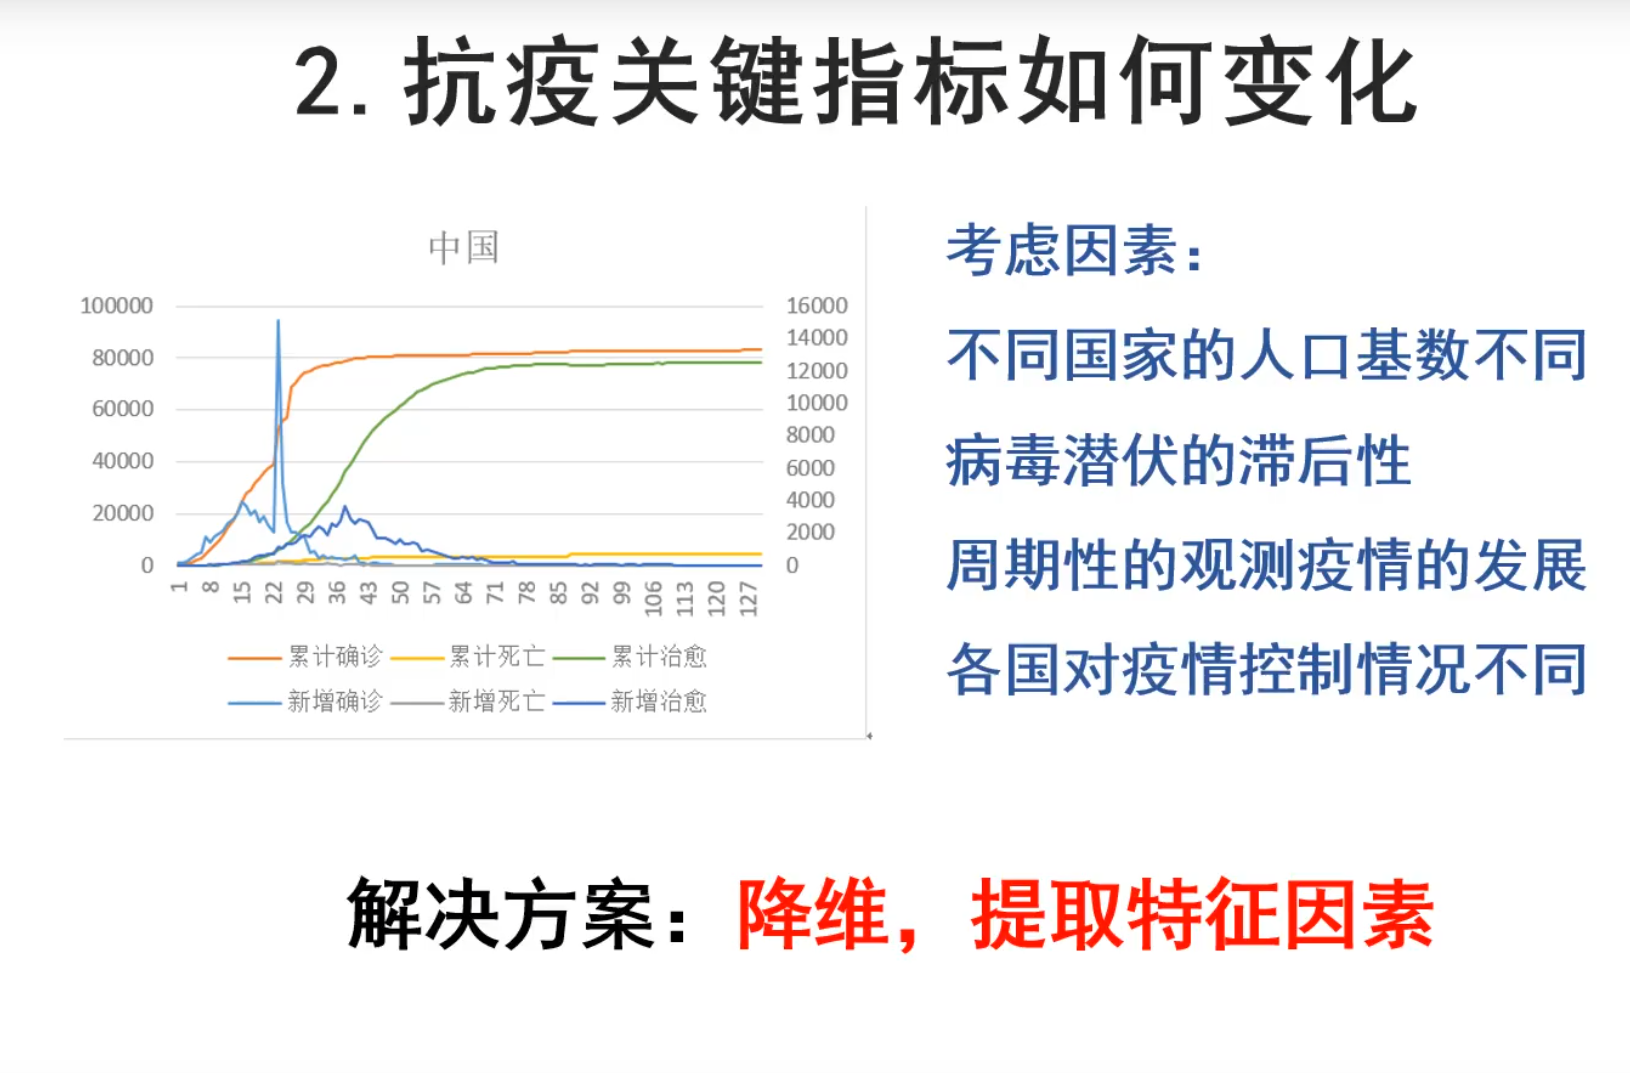 2.抗疫关键指标如何变化
中国
100000
80000
60000
40000
20000
0
16000
14000
12000
10000
8000
6000
4000
2000
0
1 8 15 22 29 36 43 50 57 64 71 78 85 92 99 106 113 120 127
累计确诊 累计死亡 累计治愈
新增确诊 新增死亡 新增治愈
考虑因素：
不同国家的人口基数不同
病毒潜伏的滞后性
周期性的观测疫情的发展
各国对疫情控制情况不同
解决方案：降维，提取特征因素